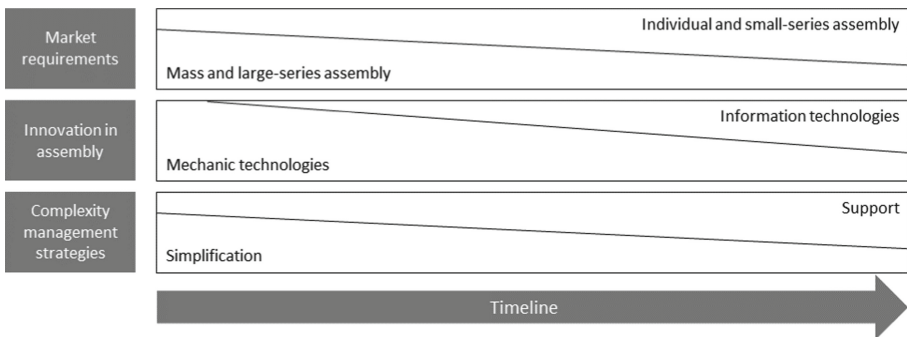 Market
requirements
Individual and small-series assembly
Mass and large-series assembly
Innovation in
assembly
Information technologies
Mechanic technologies
Complexity
management
strategies
Support
Simplification
Timeline